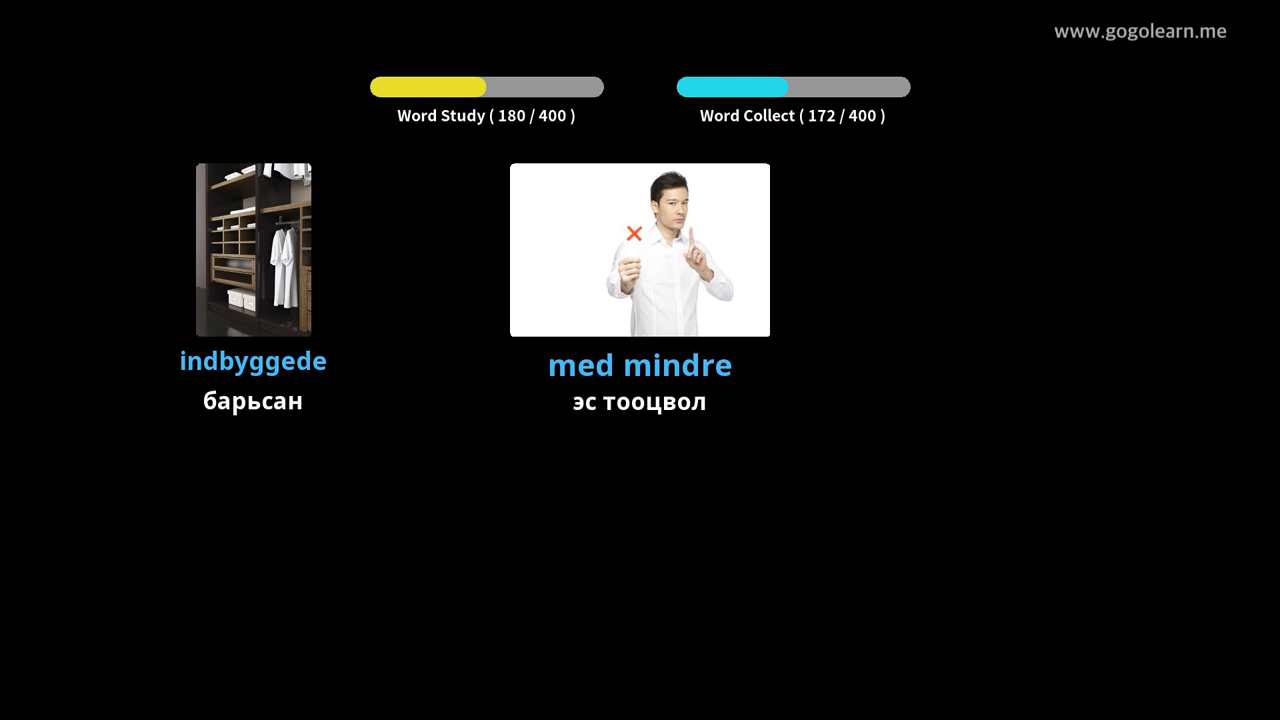 www.gogolearn.me
Word Study ( 180 / 400 )
Word Collect ( 172 / 400 )
indbyggede
барьсан
med mindre
эс тооцвол